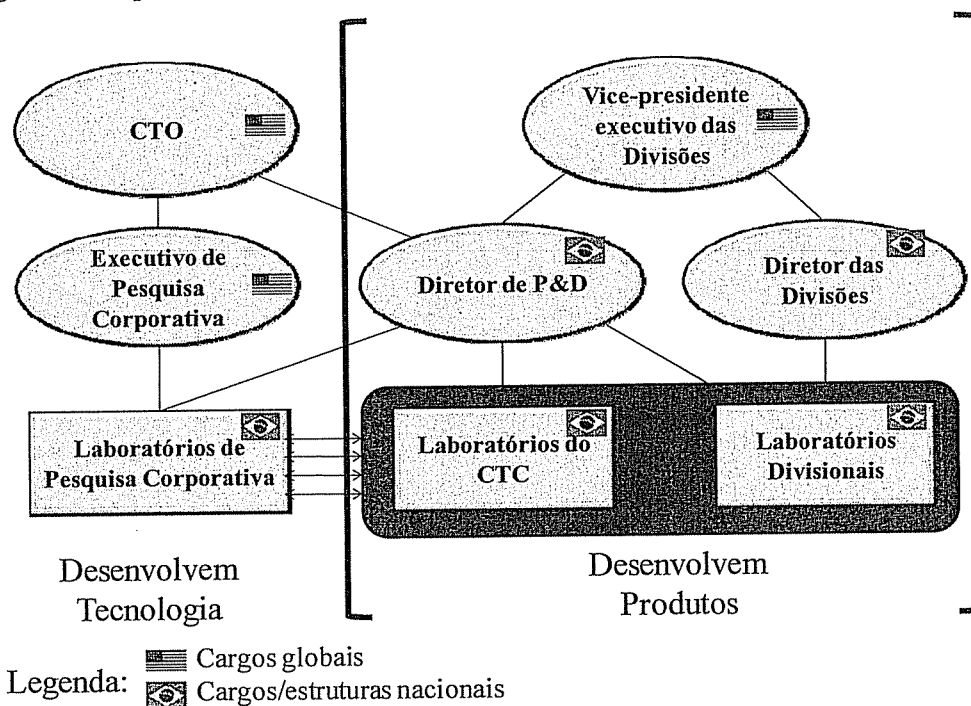 CTO
Vice-presidente
executivo das
Divisões
Executivo de
Pesquisa
Corporativa
Diretor de P&D
Diretor das
Divisões
Laboratórios de
Pesquisa Corporativa
Laboratórios do
CTC
Laboratórios
Divisionais
Desenvolvem
Tecnologia
Desenvolvem
Produtos
Legenda:
Cargos globais
Cargos/estruturas nacionais